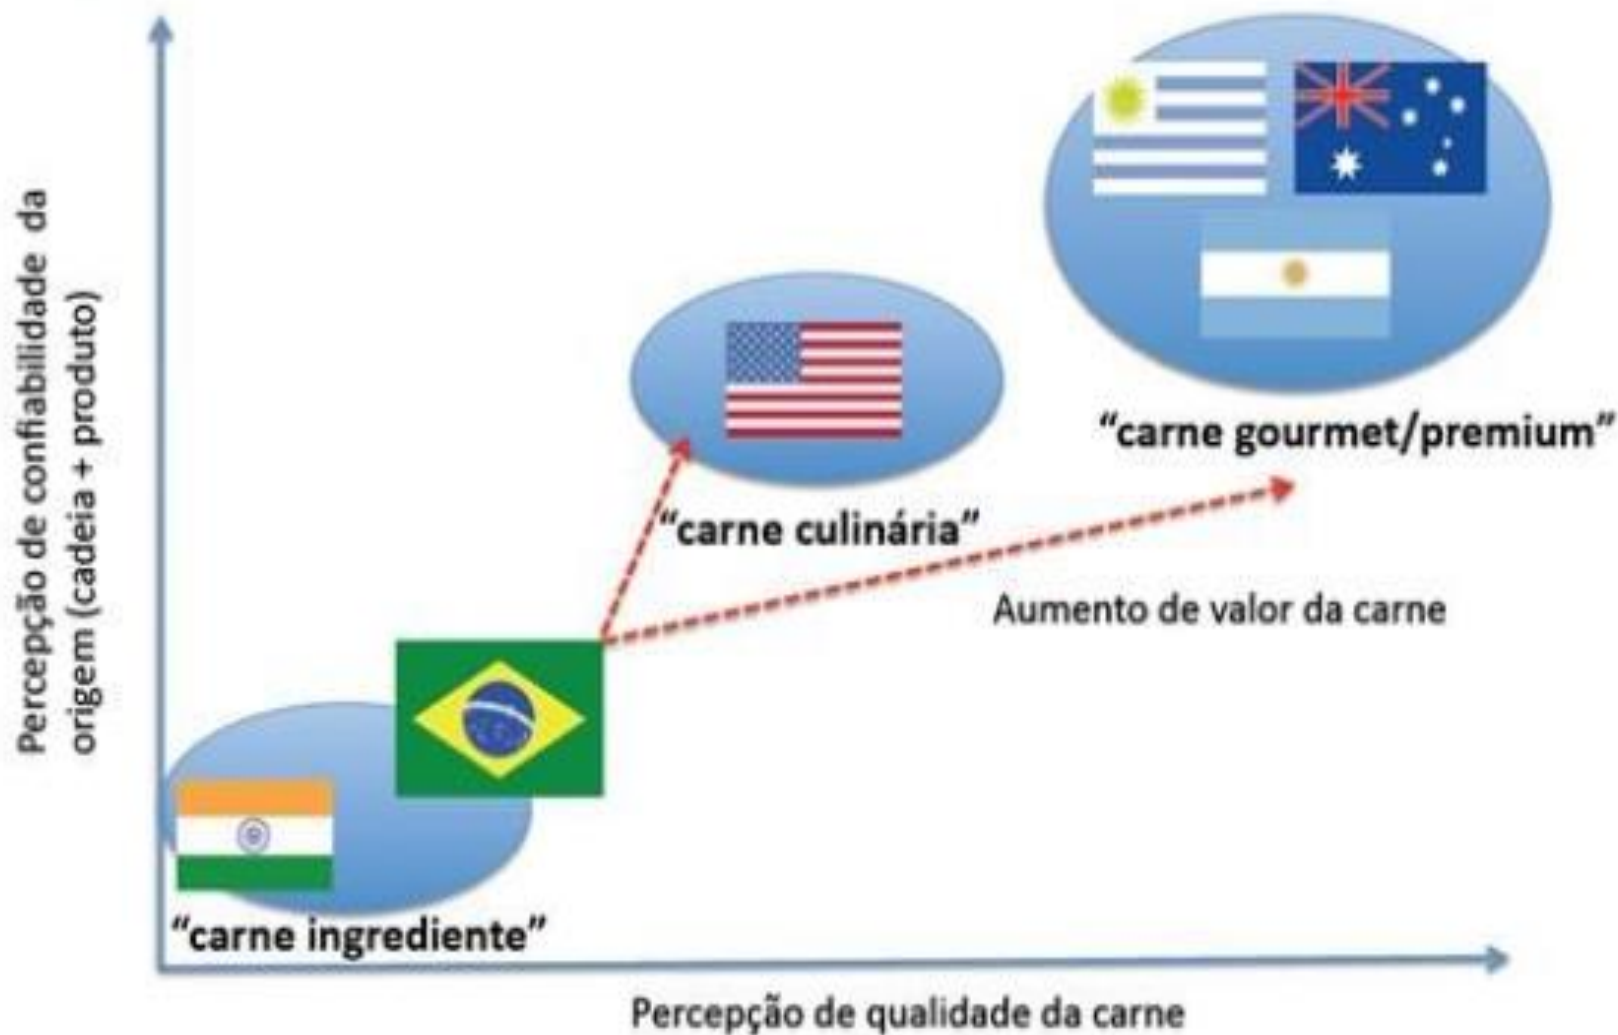 Percepção de confiabilidade da
origem (cadeia + produto)
“carne gourmet/premium”
“carne culinária”
Aumento de valor da carne
“carne ingrediente”
Percepção de qualidade da carne